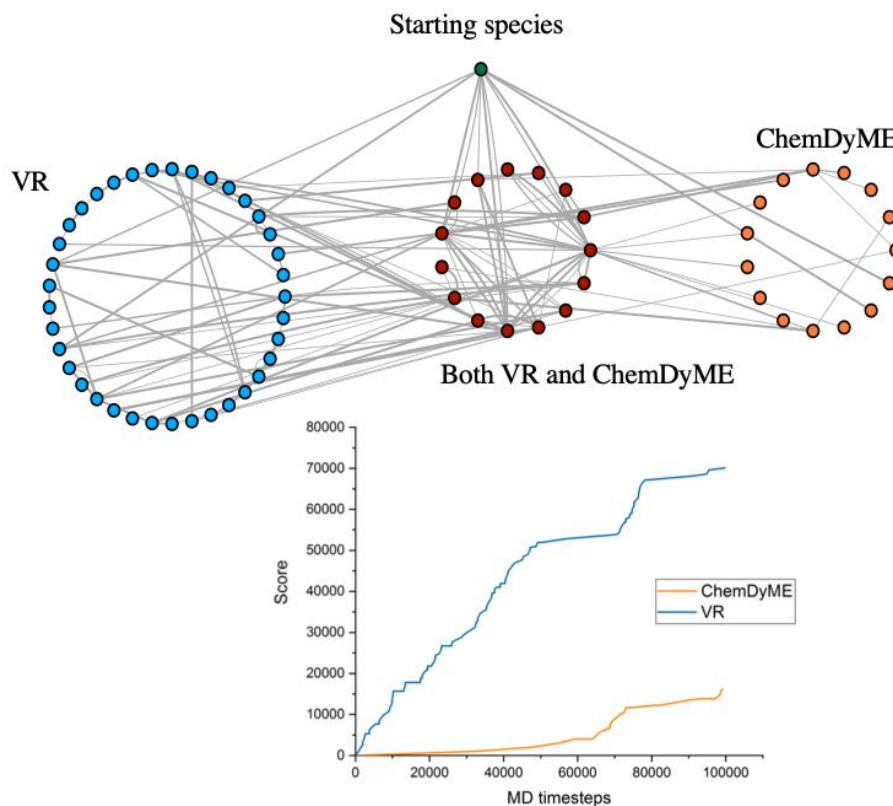 Starting species
VR
ChemDyME
Both VR and ChemDyME
80000
70000
60000
50000
40000
30000
20000
10000
0
Score
ChemDyME
VR
0
20000
40000
60000
80000
100000
MD timesteps